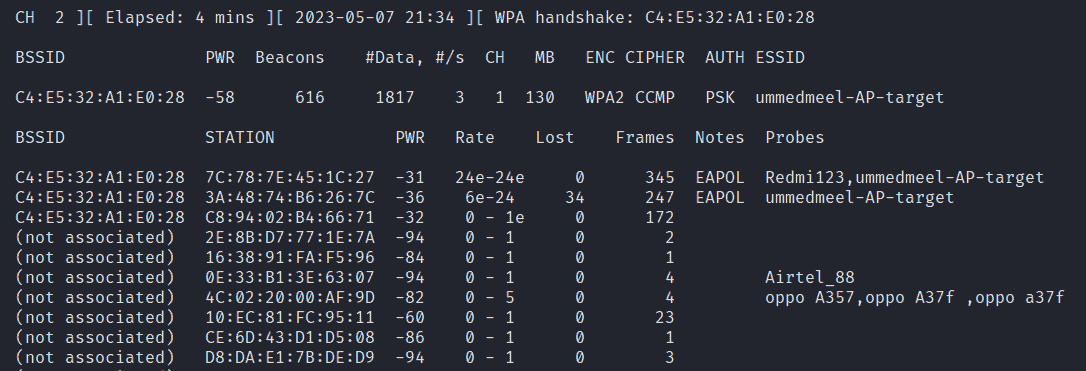 CH  2 ][ Elapsed: 4 mins ][ 2023-05-07 21:34 ][ WPA handshake: C4:E5:32:A1:E0:28
BSSID              PWR  Beacons    #Data, #/s  CH   MB   ENC CIPHER  AUTH ESSID
C4:E5:32:A1:E0:28  -58      616     1817    3   1  130   WPA2 CCMP   PSK  ummedmeel-AP-target
BSSID              STATION            PWR   Rate    Lost    Frames  Notes  Probes
C4:E5:32:A1:E0:28  7C:78:7E:45:1C:27  -31   24e-24e     0      345  EAPOL  Redmi123,ummedmeel-AP-target
C4:E5:32:A1:E0:28  3A:48:74:B6:26:7C  -36    6e-24     34      247  EAPOL  ummedmeel-AP-target
C4:E5:32:A1:E0:28  C8:94:02:B4:66:71  -32    0 - 1e     0      172
(not associated)   2E:8B:D7:77:1E:7A  -94    0 - 1      0        2
(not associated)   16:38:91:FA:F5:96  -84    0 - 1      0        1
(not associated)   0E:33:B1:3E:63:07  -94    0 - 1      0        4         Airtel_88
(not associated)   4C:02:20:00:AF:9D  -82    0 - 5      0        4         oppo A357,oppo A37f ,oppo a37f
(not associated)   10:EC:81:FC:95:11  -60    0 - 1      0       23
(not associated)   CE:6D:43:D1:D5:08  -86    0 - 1      0        1
(not associated)   D8:DA:E1:7B:DE:D9  -94    0 - 1      0        3